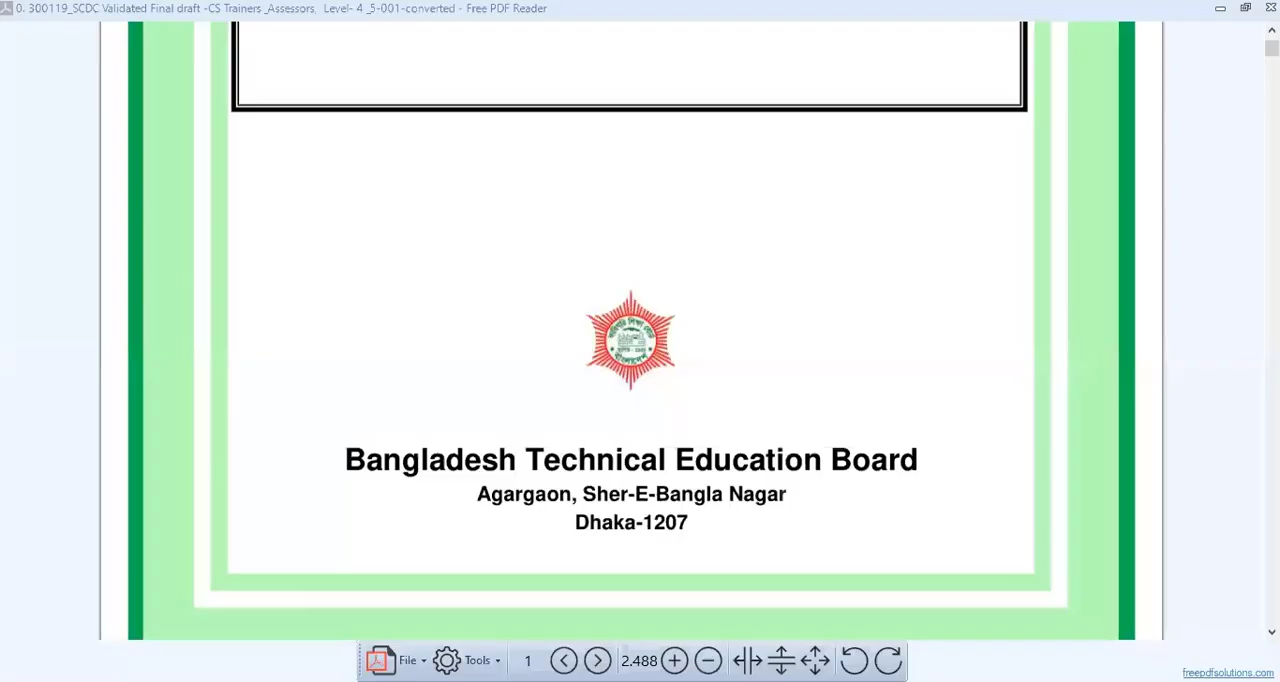 0. 300119_SCDC Validated Final draft -CS Trainers _Assessors, Level- 4 _5-001-converted - Free PDF Reader
Bangladesh Technical Education Board
Agargaon, Sher-E-Bangla Nagar
Dhaka-1207
File Tools 1 2.488
freepdfsolutions.com